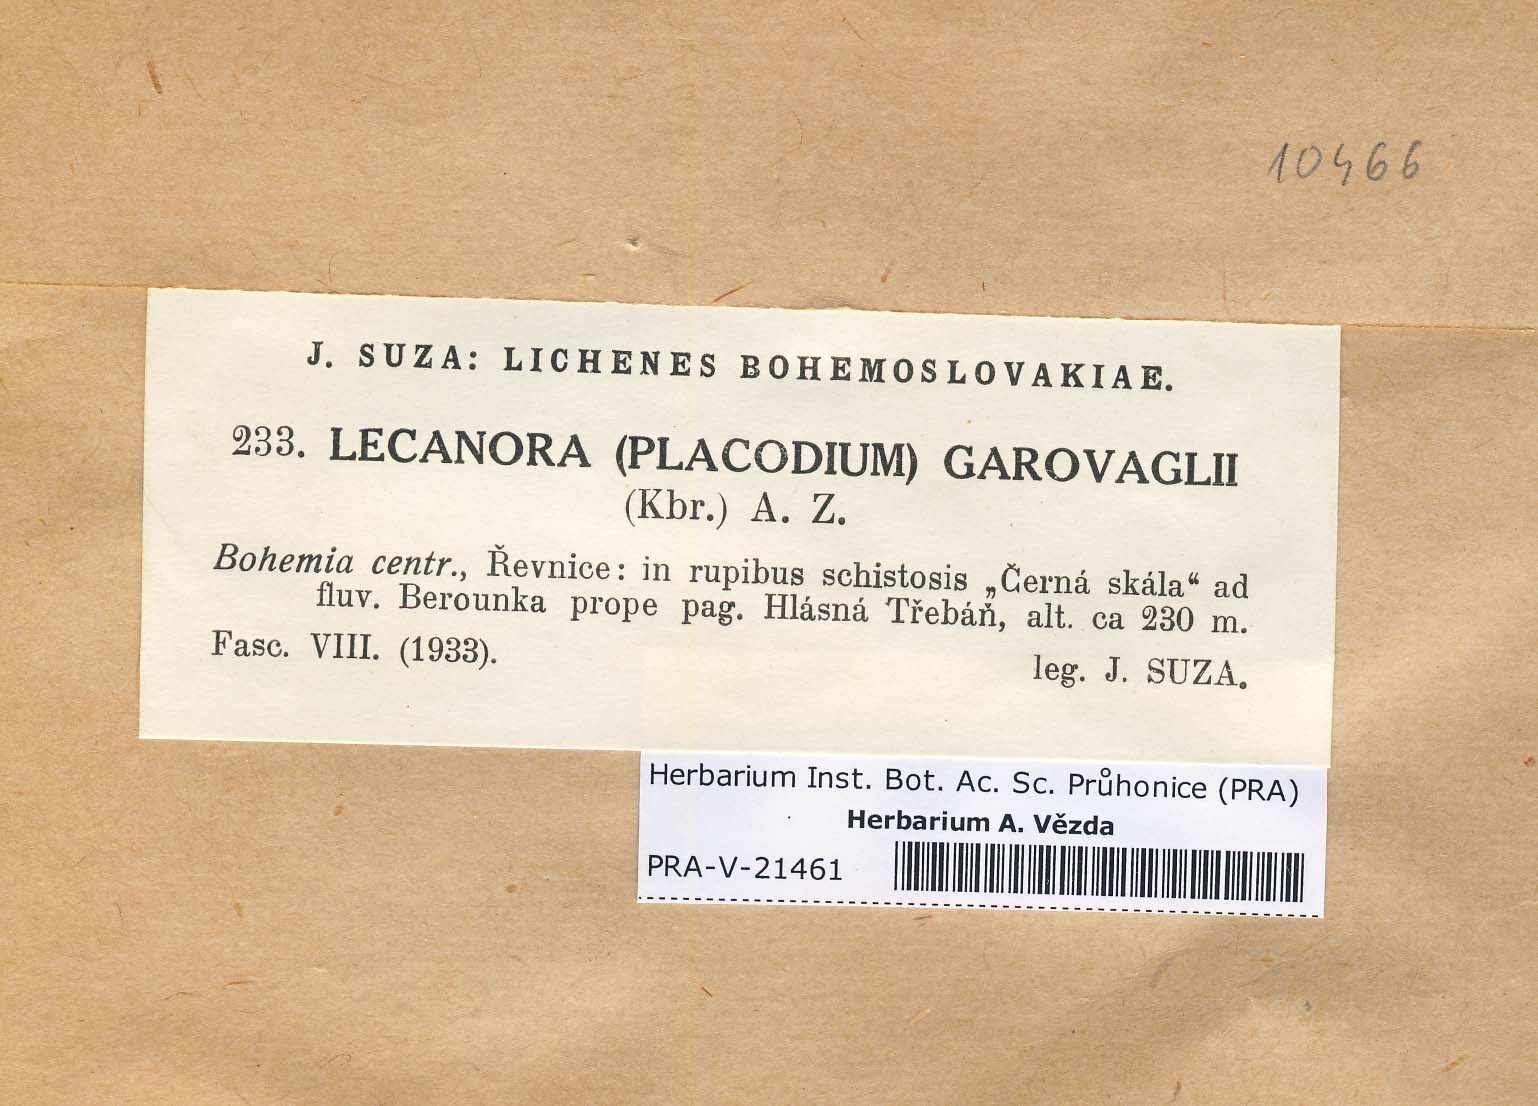 10466
J. SUZA: LICHENES BOHEMOSLOVAKIAE.
233. LECANORA (PLACODIUM) GAROVAGLII
(Kbr.) A. Z.
Bohemia centr., Řevnice: in rupibus schistosis „Černá skála“ ad
fluv. Berounka prope pag. Hlásná Třebáň, alt. ca 230 m.
Fasc. VIII. (1933). leg. J. SUZA.
Herbarium Inst. Bot. Ac. Sc. Průhonice (PRA)
Herbarium A. Vězda
PRA-V-21461